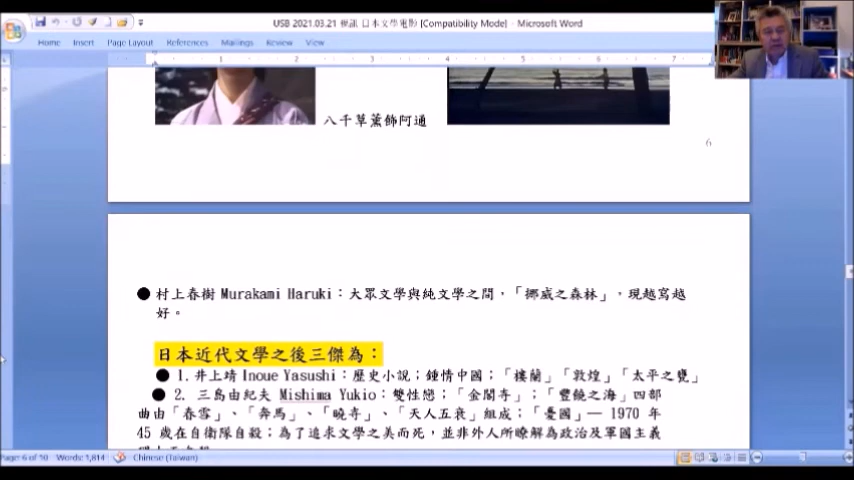 USB 2021.03.21 視訊 日本文學電影 [Compatibility Mode] - Microsoft Word
Home Insert Page Layout References Mailings Review View
八千草薰飾阿通
6
●村上春樹 Murakami Haruki：大眾文學與純文學之間，「挪威之森林」，現越寫越
好。
日本近代文學之後三傑為：
●1.井上靖 Inoue Yasushi：歷史小說；鍾情中國；「樓蘭」「敦煌」「太平之甍」
●2. 三島由紀夫 Mishima Yukio：雙性戀；「金閣寺」；「豐饒之海」四部
曲由「春雪」、「奔馬」、「曉寺」、「天人五衰」組成；「憂國」— 1970 年
45 歲在自衛隊自殺；為了追求文學之美而死，並非外人所瞭解為政治及軍國主義
Page: 6 of 10 Words: 1,814 Chinese (Taiwan)